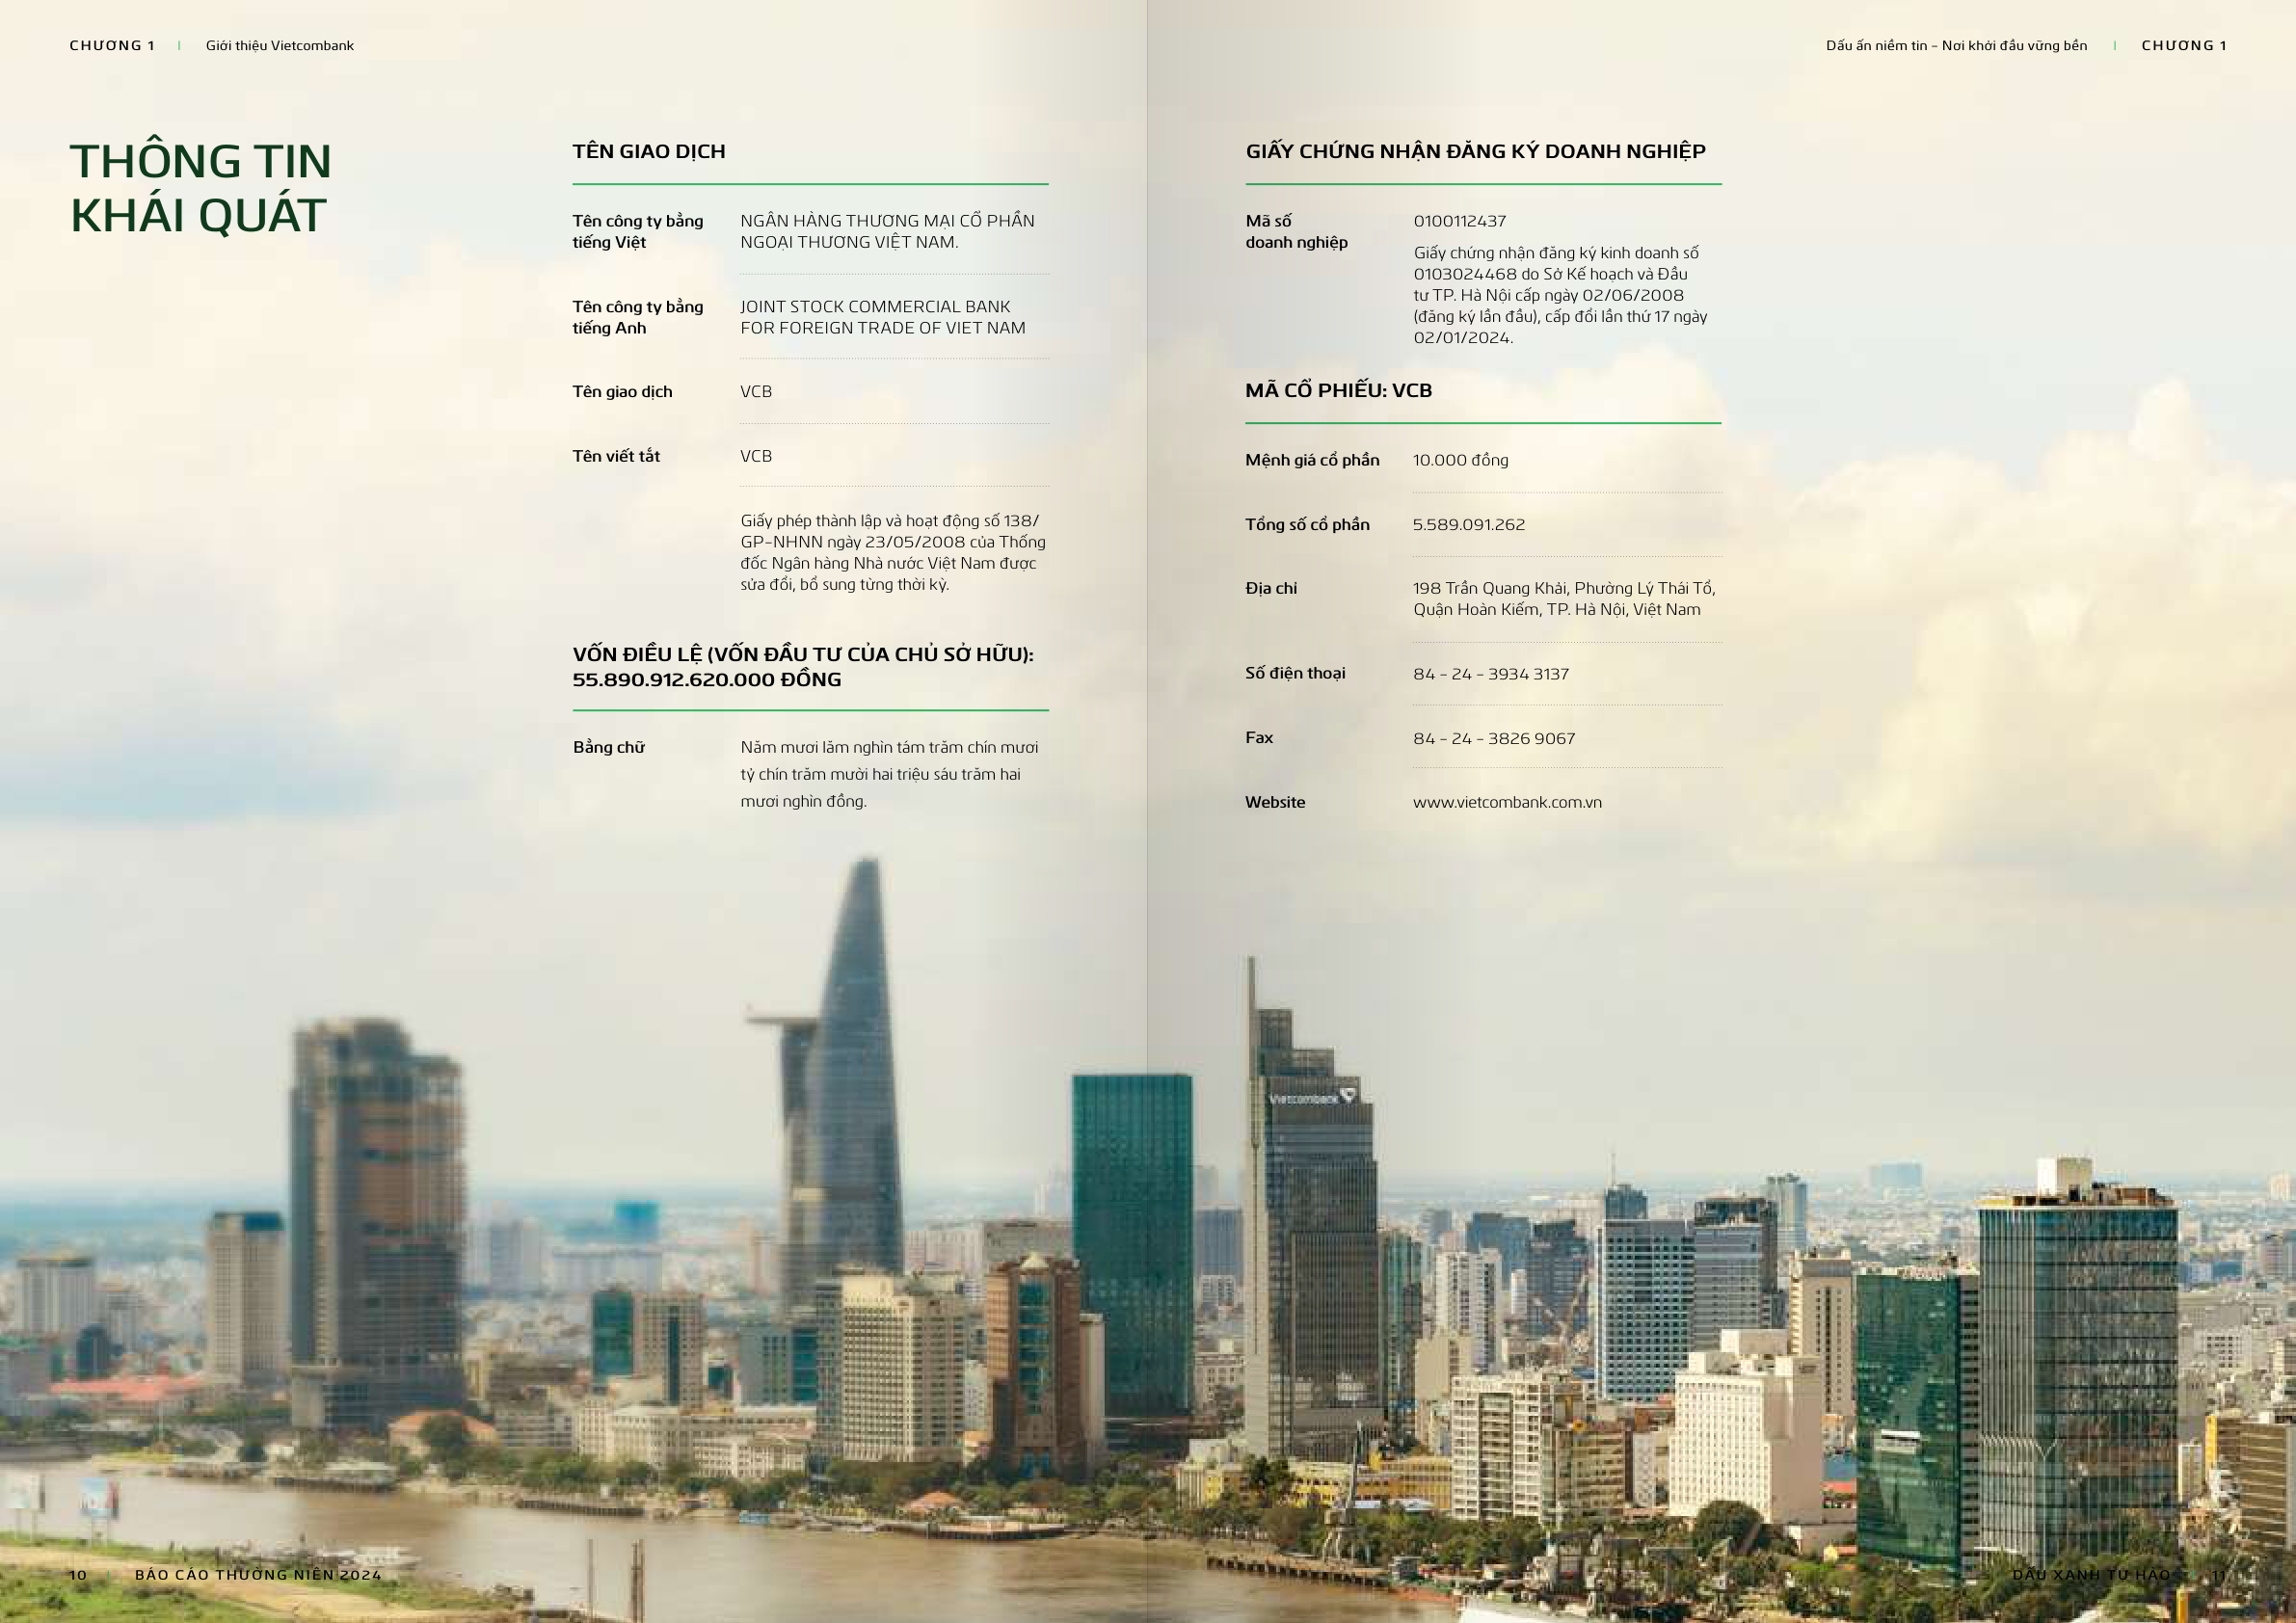 CHƯƠNG 1 | Giới thiệu Vietcombank
Dấu ấn niềm tin – Nơi khởi đầu vững bền | CHƯƠNG 1
THÔNG TIN
KHÁI QUÁT
TÊN GIAO DỊCH
Tên công ty bằng
tiếng Việt
NGÂN HÀNG THƯƠNG MẠI CỔ PHẦN
NGOẠI THƯƠNG VIỆT NAM.
Tên công ty bằng
tiếng Anh
JOINT STOCK COMMERCIAL BANK
FOR FOREIGN TRADE OF VIET NAM
Tên giao dịch
VCB
Tên viết tắt
VCB
Giấy phép thành lập và hoạt động số 138/
GP–NHNN ngày 23/05/2008 của Thống
đốc Ngân hàng Nhà nước Việt Nam được
sửa đổi, bổ sung từng thời kỳ.
VỐN ĐIỀU LỆ (VỐN ĐẦU TƯ CỦA CHỦ SỞ HỮU):
55.890.912.620.000 ĐỒNG
Bằng chữ
Năm mươi lăm nghìn tám trăm chín mươi
tỷ chín trăm mười hai triệu sáu trăm hai
mươi nghìn đồng.
GIẤY CHỨNG NHẬN ĐĂNG KÝ DOANH NGHIỆP
Mã số
doanh nghiệp
0100112437
Giấy chứng nhận đăng ký kinh doanh số
0103024468 do Sở Kế hoạch và Đầu
tư TP. Hà Nội cấp ngày 02/06/2008
(đăng ký lần đầu), cấp đổi lần thứ 17 ngày
02/01/2024.
MÃ CỔ PHIẾU: VCB
Mệnh giá cổ phần
10.000 đồng
Tổng số cổ phần
5.589.091.262
Địa chỉ
198 Trần Quang Khải, Phường Lý Thái Tổ,
Quận Hoàn Kiếm, TP. Hà Nội, Việt Nam
Số điện thoại
84 – 24 – 3934 3137
Fax
84 – 24 – 3826 9067
Website
www.vietcombank.com.vn
Vietcombank
10 | BÁO CÁO THƯỜNG NIÊN 2024
DẤU XANH TỰ HÀO 11